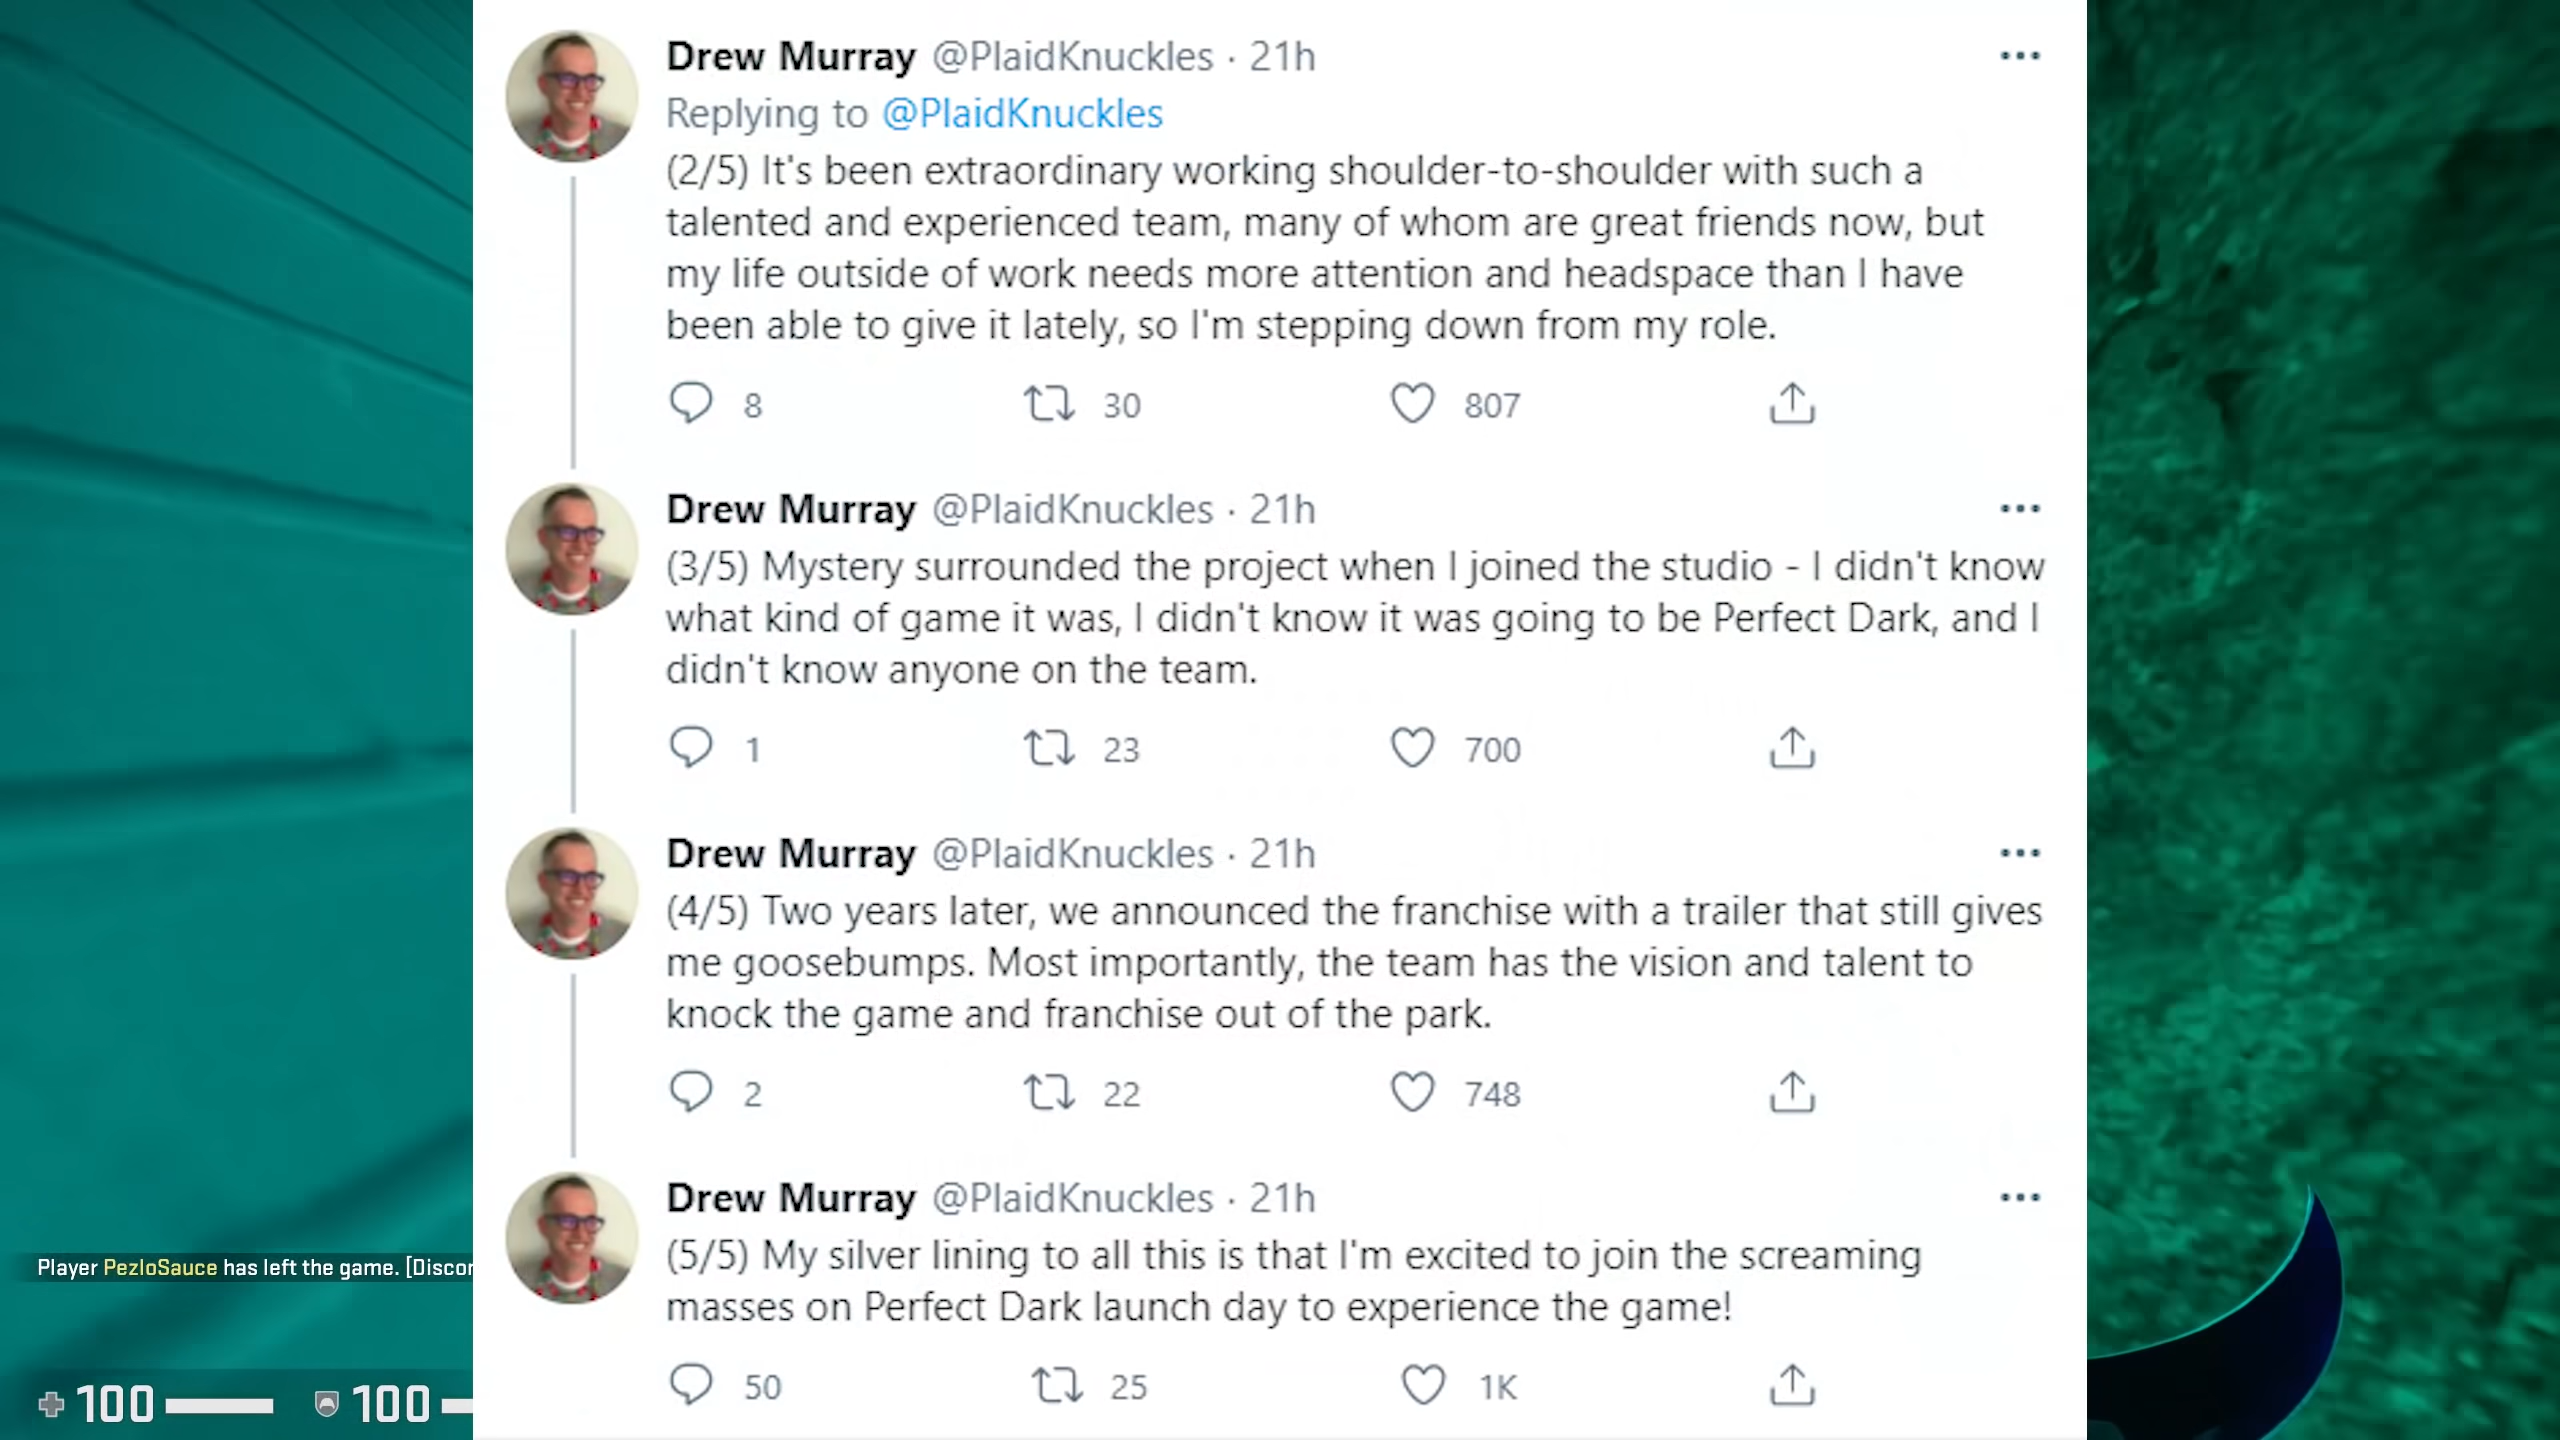 Drew Murray @PlaidKnuckles · 21h
Replying to @PlaidKnuckles
(2/5) It's been extraordinary working shoulder-to-shoulder with such a
talented and experienced team, many of whom are great friends now, but
my life outside of work needs more attention and headspace than I have
been able to give it lately, so I'm stepping down from my role.
8 30 807
Drew Murray @PlaidKnuckles · 21h
(3/5) Mystery surrounded the project when I joined the studio - I didn't know
what kind of game it was, I didn't know it was going to be Perfect Dark, and I
didn't know anyone on the team.
1 23 700
Drew Murray @PlaidKnuckles · 21h
(4/5) Two years later, we announced the franchise with a trailer that still gives
me goosebumps. Most importantly, the team has the vision and talent to
knock the game and franchise out of the park.
2 22 748
Drew Murray @PlaidKnuckles · 21h
(5/5) My silver lining to all this is that I'm excited to join the screaming
masses on Perfect Dark launch day to experience the game!
50 25 1K
Player PezloSauce has left the game. [Discor
100 100